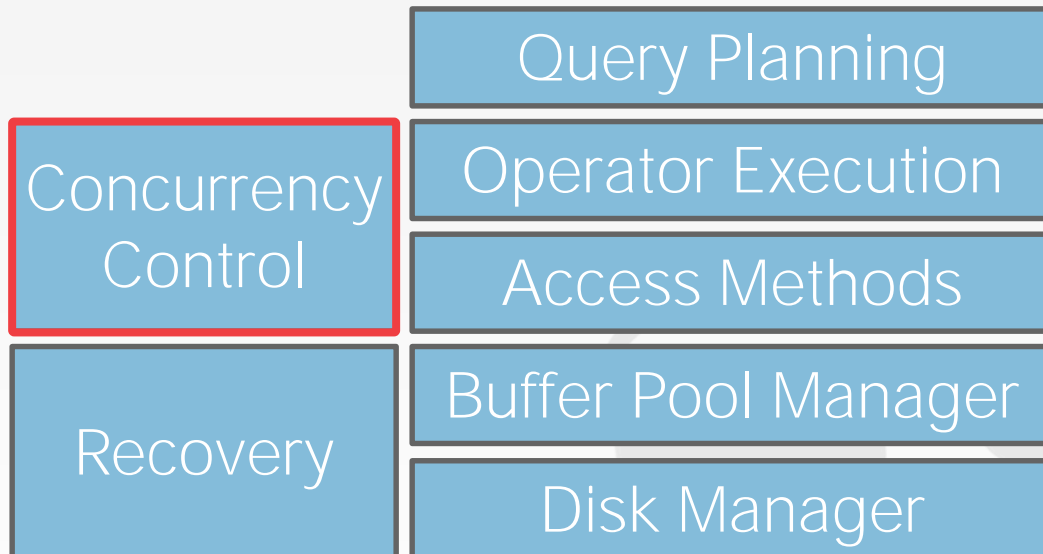 Query Planning
Concurrency
Control
Operator Execution
Access Methods
Recovery
Buffer Pool Manager
Disk Manager